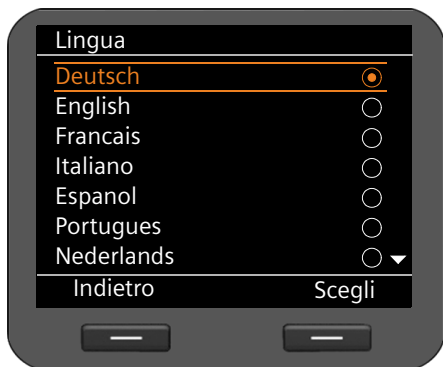 Lingua
Deutsch
English
Francais
Italiano
Espanol
Portugues
Nederlands
Indietro Scegli